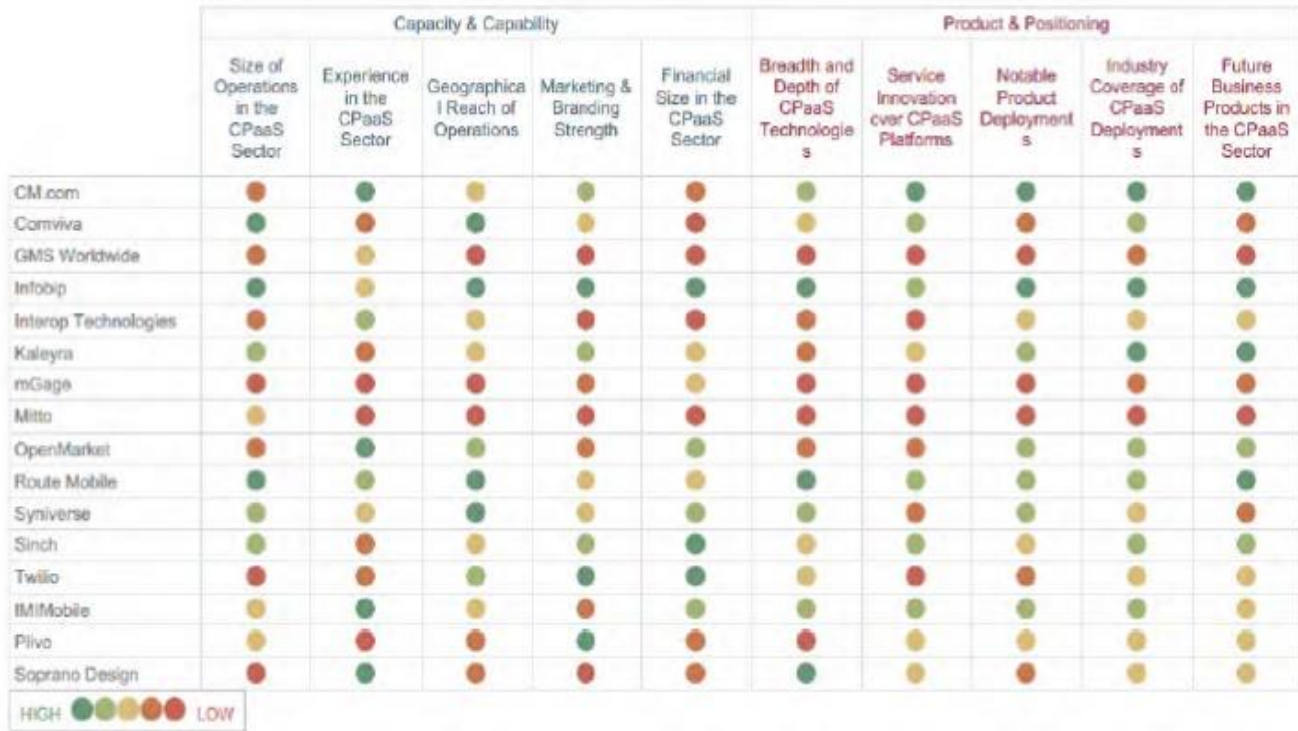 Capacity & Capability
Product & Positioning
Size of
Operations
in the
CPaaS
Sector
Experience
in the
CPaaS
Sector
Geographica
l Reach of
Operations
Marketing &
Branding
Strength
Financial
Size in the
CPaaS
Sector
Breadth and
Depth of
CPaaS
Technologie
s
Service
Innovation
over CPaaS
Platforms
Notable
Product
Deployment
s
Industry
Coverage of
CPaaS
Deployment
s
Future
Business
Products in
the CPaaS
Sector
CM.com
Comviva
GMS Worldwide
Infobip
Interop Technologies
Kaleyra
mGage
Mitto
OpenMarket
Route Mobile
Syniverse
Sinch
Twilio
IMIMobile
Plivo
Soprano Design
HIGH LOW